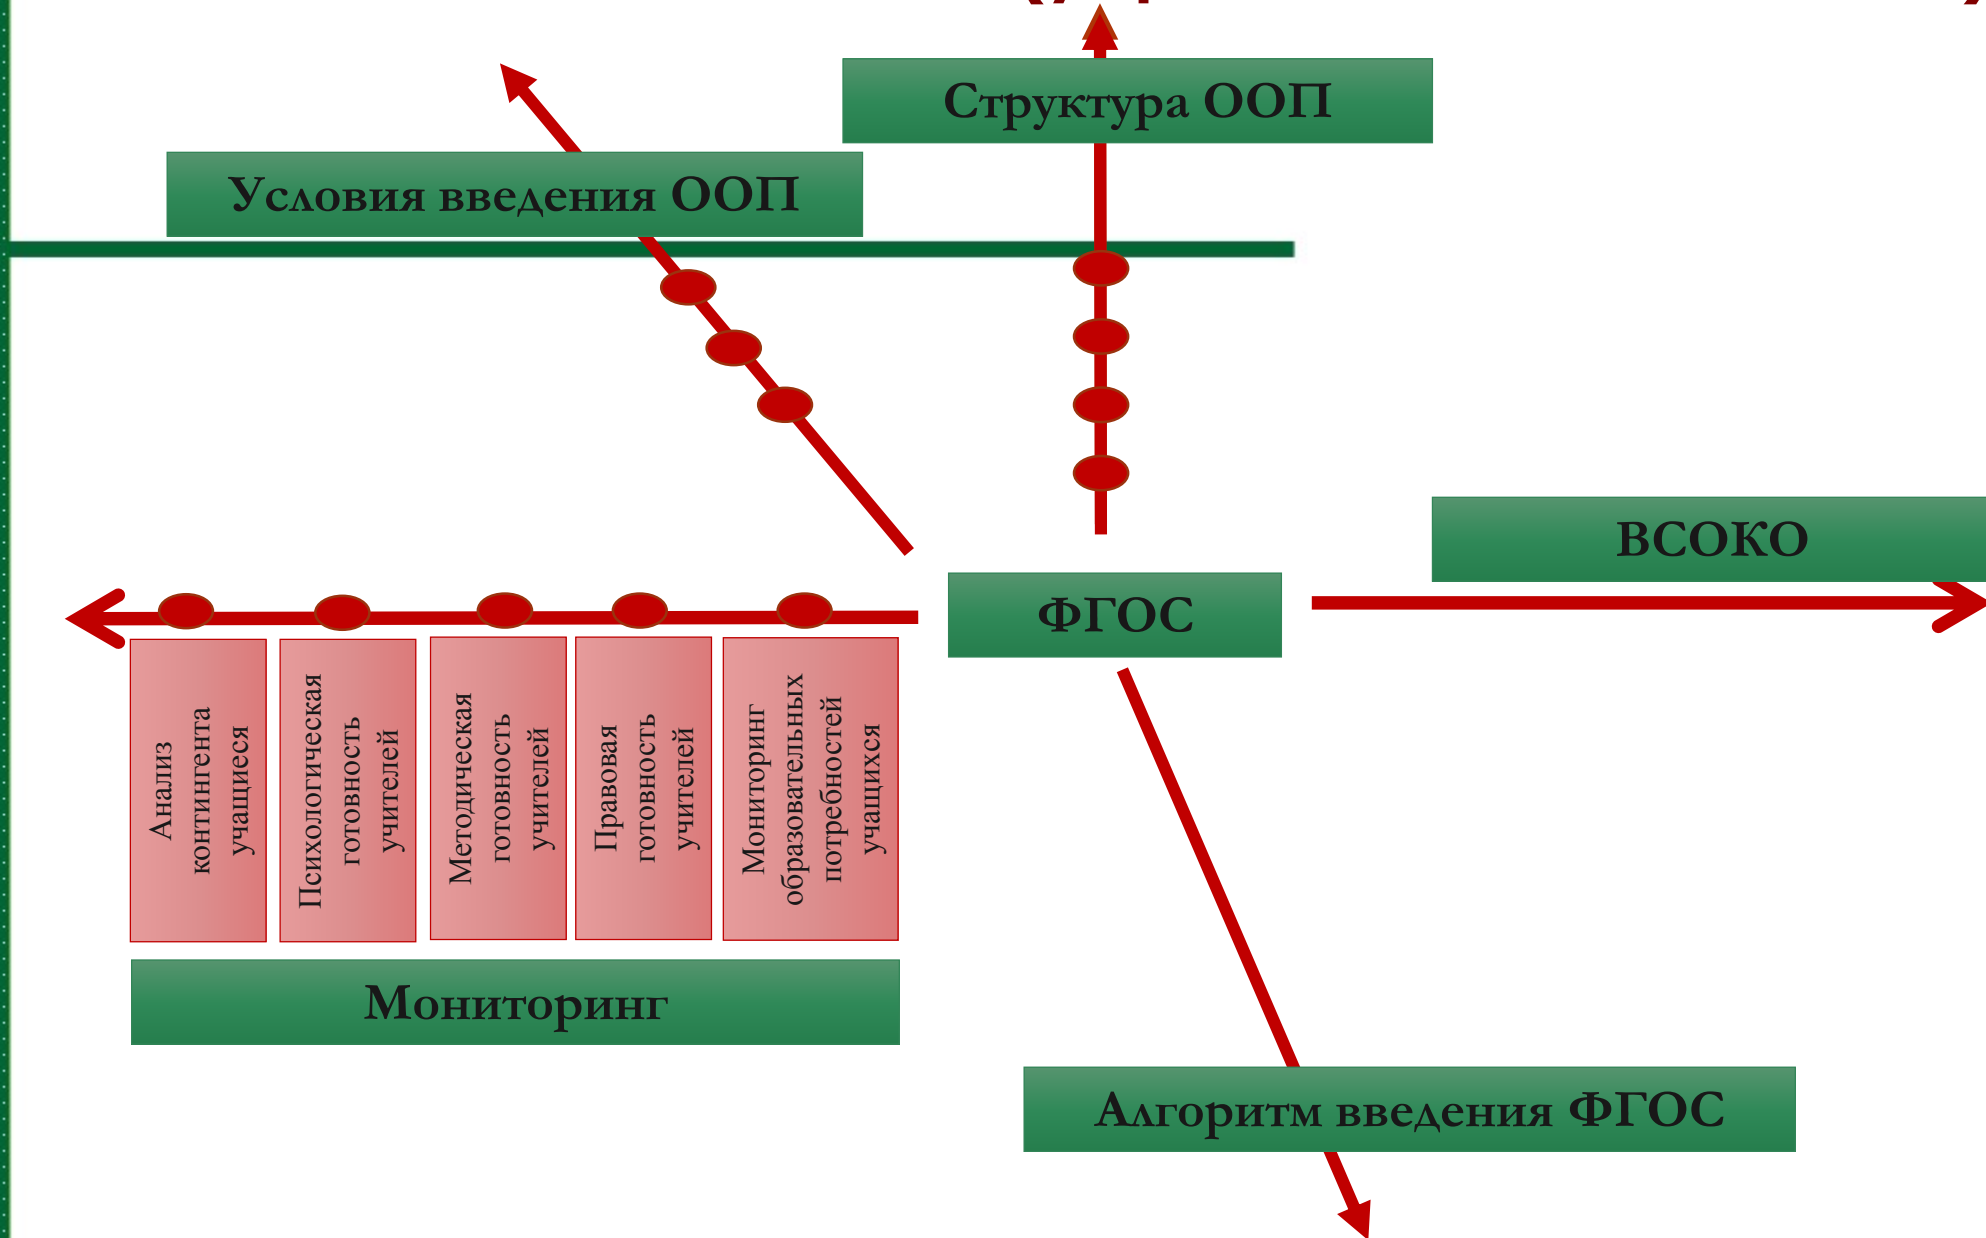 Структура ООП
Условия введения ООП
ВСОКО
ФГОС
Анализ
контингента
учащиеся
Психологическая
готовность
учителей
Методическая
готовность
учителей
Правовая
готовность
учителей
Мониторинг
образовательных
потребностей
учащихся
Мониторинг
Алгоритм введения ФГОС